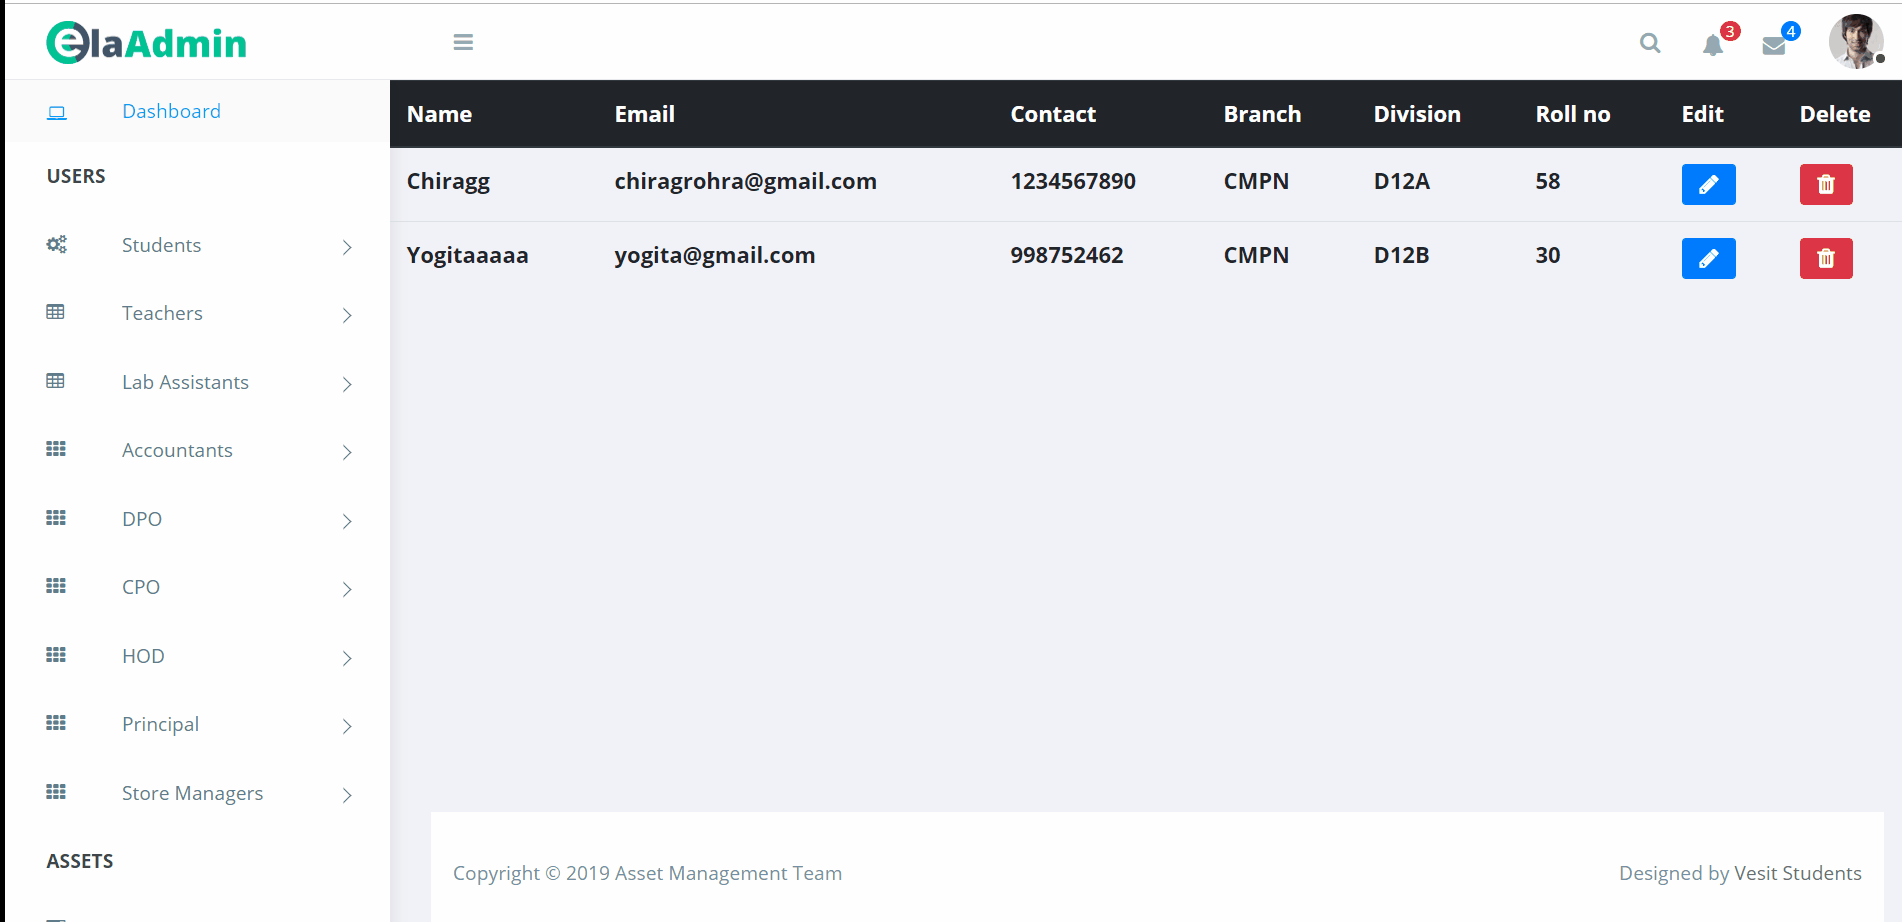 elaAdmin
3
4
Dashboard
USERS
Students
Teachers
Lab Assistants
Accountants
DPO
CPO
HOD
Principal
Store Managers
ASSETS
Name Email Contact Branch Division Roll no Edit Delete
Chiragg chiragrohra@gmail.com 1234567890 CMPN D12A 58
Yogitaaaaa yogita@gmail.com 998752462 CMPN D12B 30
Copyright © 2019 Asset Management Team
Designed by Vesit Students